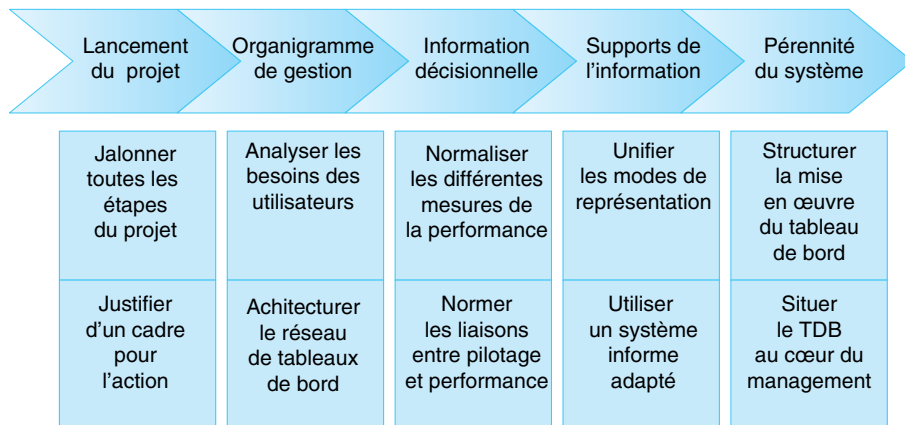 Lancement
du projet
Organigramme
de gestion
Information
décisionnelle
Supports de
l'information
Pérennité
du système
Jalonner
toutes les
étapes
du projet
Analyser les
besoins des
utilisateurs
Normaliser
les différentes
mesures de
la performance
Unifier
les modes de
représentation
Structurer
la mise
en œuvre
du tableau
de bord
Justifier
d'un cadre
pour
l'action
Achitecturer
le réseau
de tableaux
de bord
Normer
les liaisons
entre pilotage
et performance
Utiliser
un système
informe
adapté
Situer
le TDB
au cœur du
management